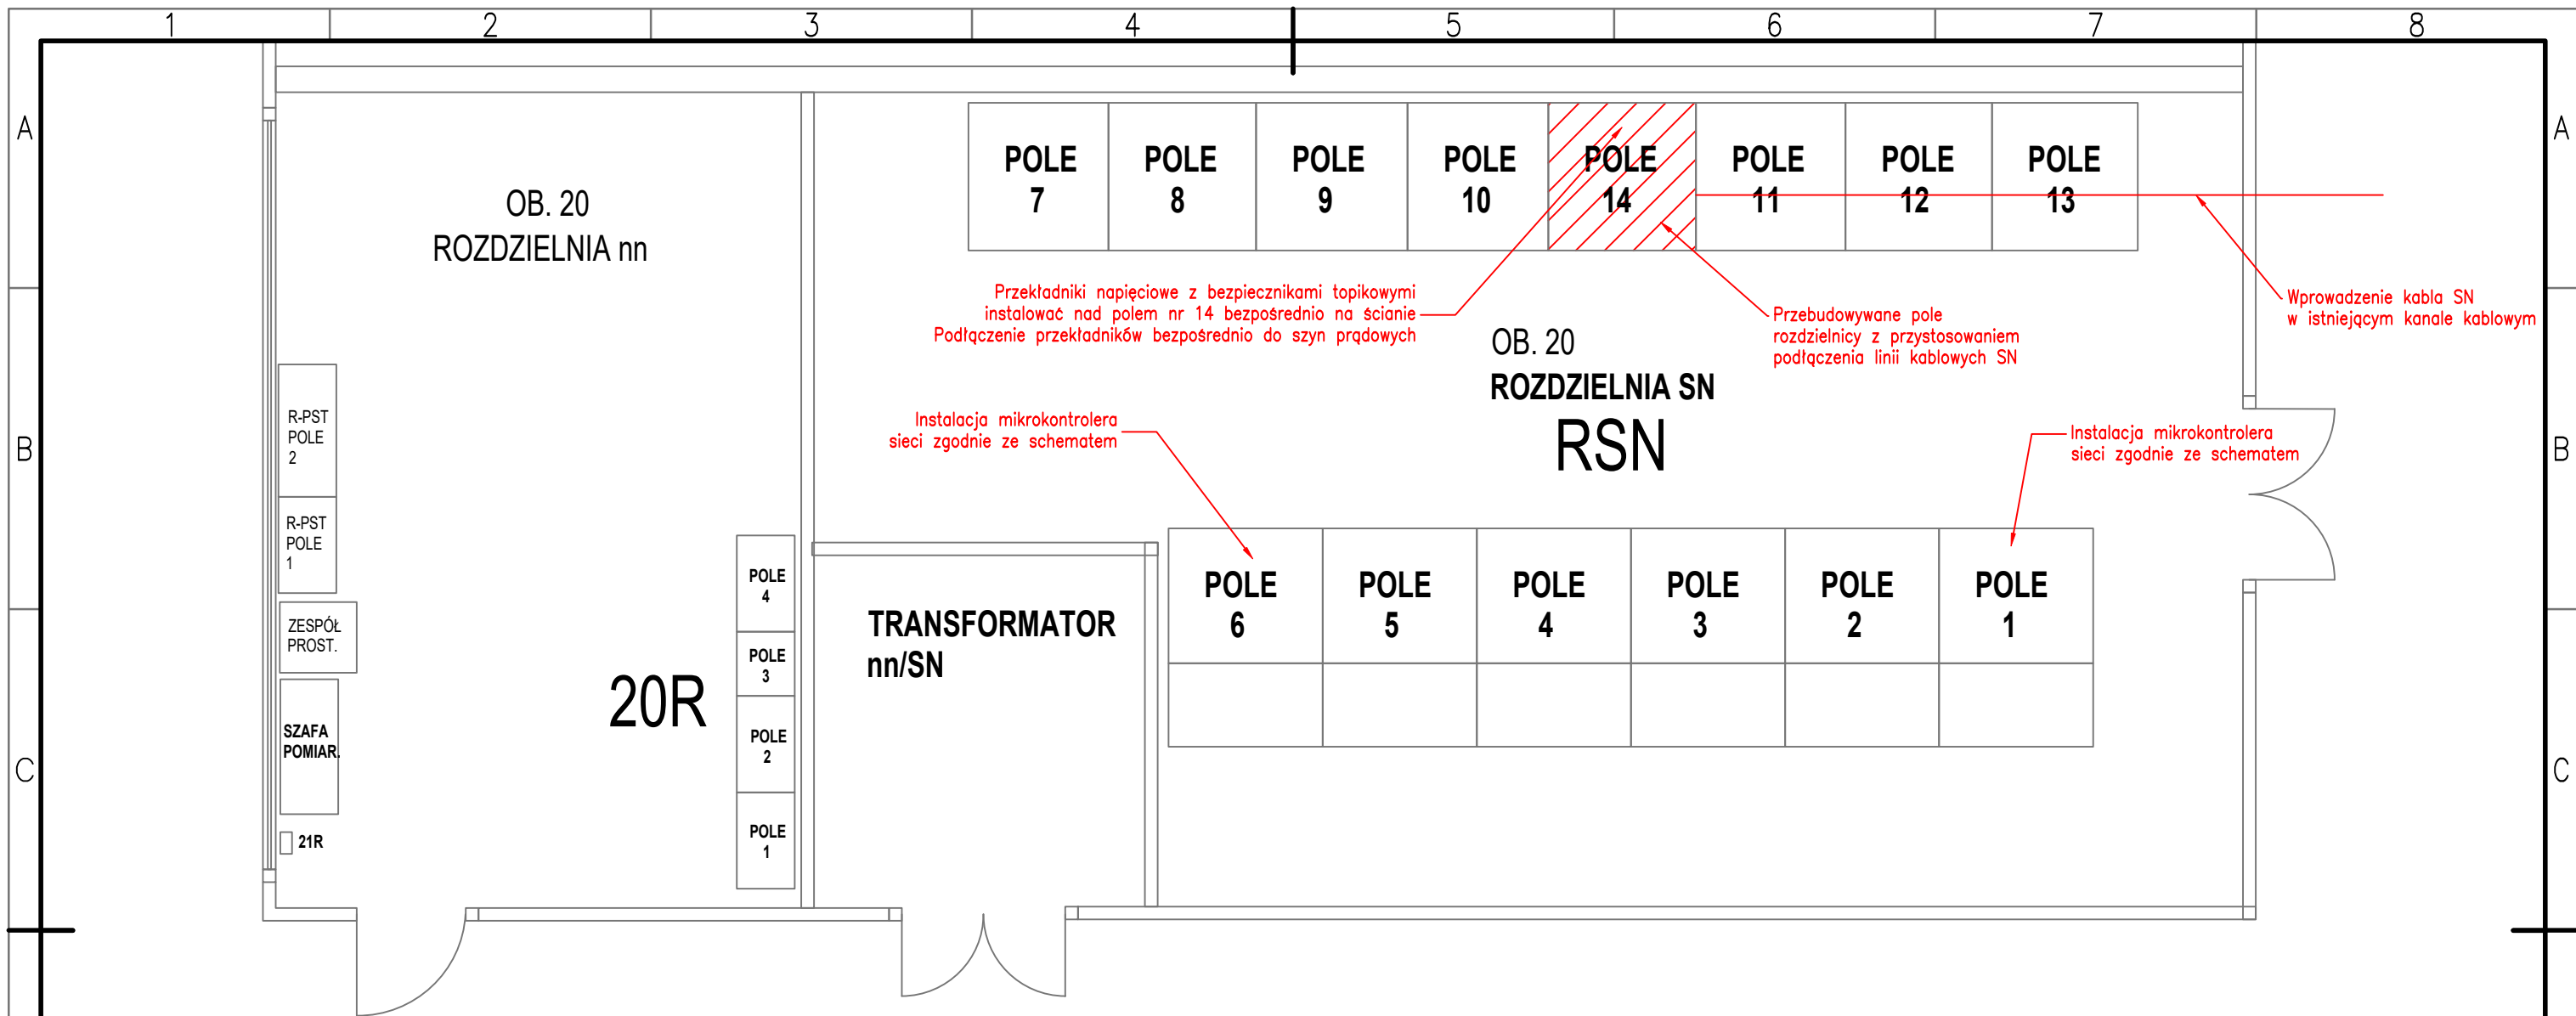 1 2 3 4 5 6 7 8
A
A
B
B
C
C
OB. 20
ROZDZIELNIA nn
POLE
7
POLE
8
POLE
9
POLE
10
POLE
14
POLE
11
POLE
12
POLE
13
Przekładniki napięciowe z bezpiecznikami topikowymi
instalować nad polem nr 14 bezpośrednio na ścianie
Podłączenie przekładników bezpośrednio do szyn prądowych
Przebudowywane pole
rozdzielnicy z przystosowaniem
podłączenia linii kablowych SN
Wprowadzenie kabla SN
w istniejącym kanale kablowym
OB. 20
ROZDZIELNIA SN
RSN
Instalacja mikrokontrolera
sieci zgodnie ze schematem
Instalacja mikrokontrolera
sieci zgodnie ze schematem
R-PST
POLE
2
R-PST
POLE
1
ZESPÓŁ
PROST.
SZAFA
POMIAR.
21R
20R
POLE
4
POLE
3
POLE
2
POLE
1
TRANSFORMATOR
nn/SN
POLE
6
POLE
5
POLE
4
POLE
3
POLE
2
POLE
1